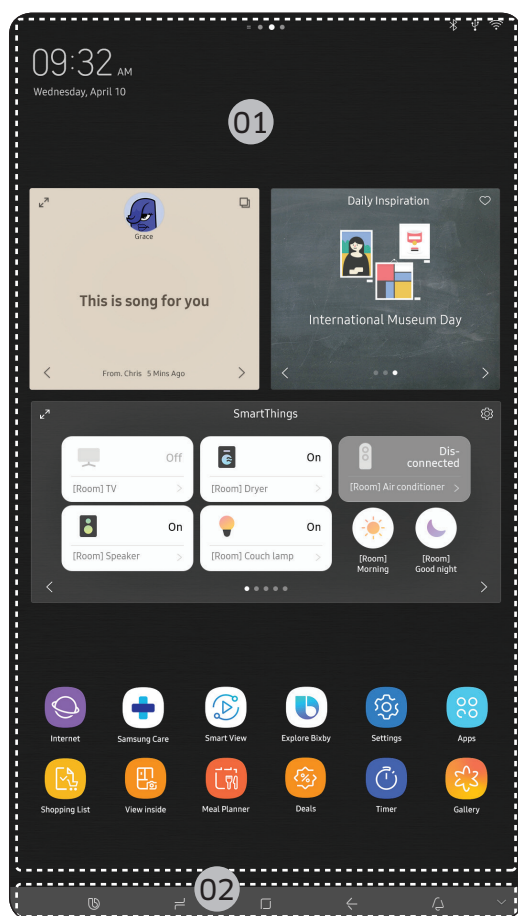 09:32 AM
Wednesday, April 10
01
Grace
This is song for you
From. Chris 5 Mins Ago
Daily Inspiration
International Museum Day
SmartThings
Off
[Room] TV
On
[Room] Dryer
Dis-
connected
[Room] Air conditioner
On
[Room] Speaker
On
[Room] Couch lamp
[Room]
Morning
[Room]
Good night
Internet
Samsung Care
Smart View
Explore Bixby
Settings
Apps
Shopping List
View inside
Meal Planner
Deals
Timer
Gallery
02